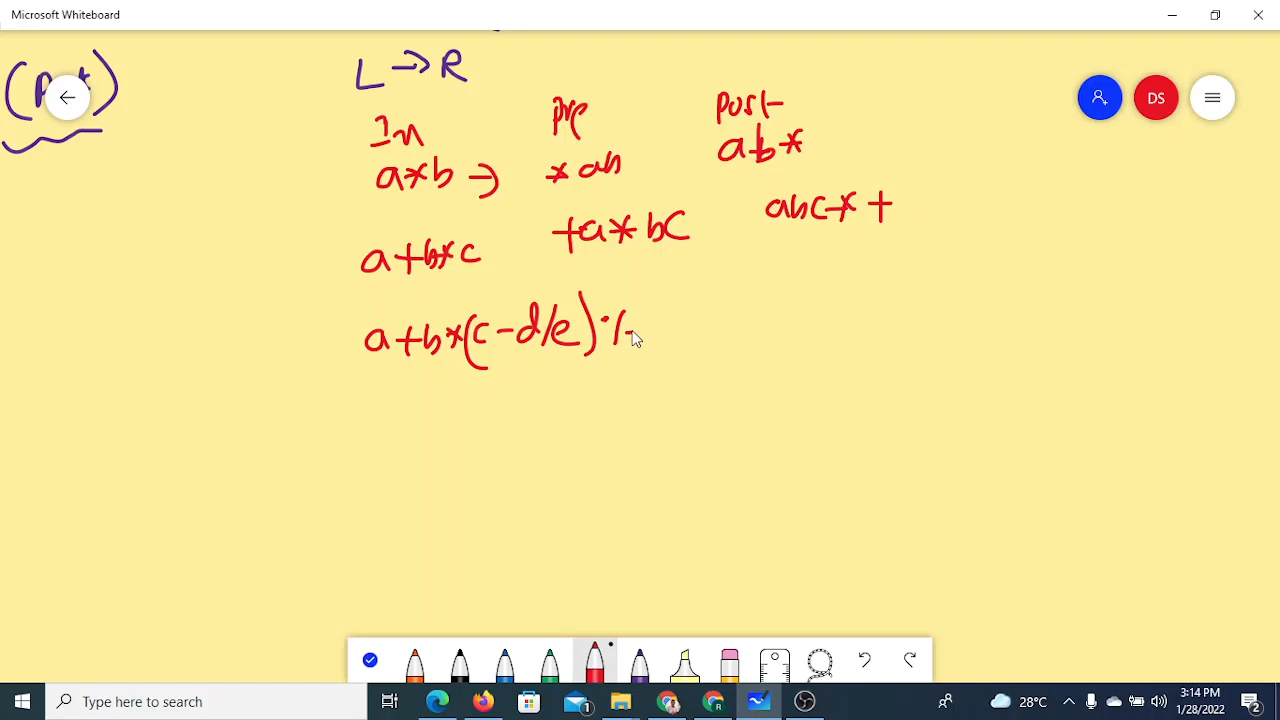 Microsoft Whiteboard
L → R
DS
In Pre Post
a*b → *ab ab*
a+b*c +a*bc abc*+
a+b*(c-d/e)%
Type here to search
28°C
3:14 PM
1/28/2022